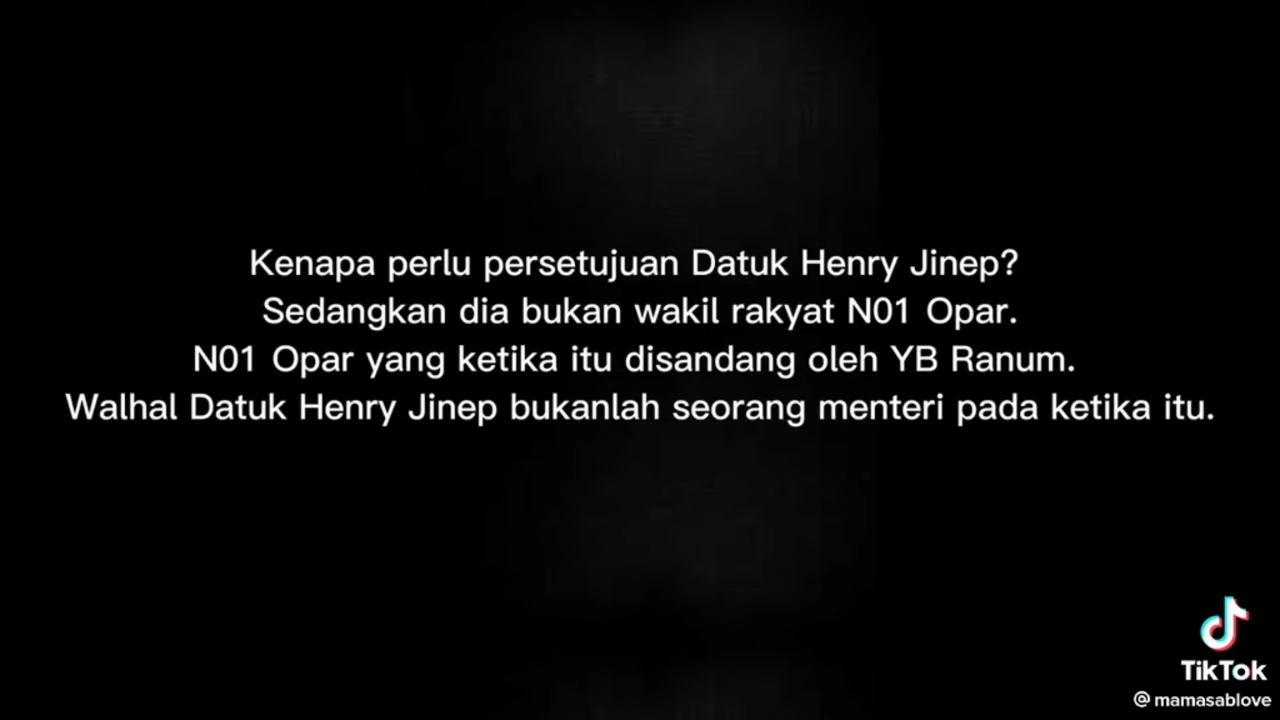 Kenapa perlu persetujuan Datuk Henry Jinep?
Sedangkan dia bukan wakil rakyat N01 Opar.
N01 Opar yang ketika itu disandang oleh YB Ranum.
Walhal Datuk Henry Jinep bukanlah seorang menteri pada ketika itu.
TikTok
@mamasablove